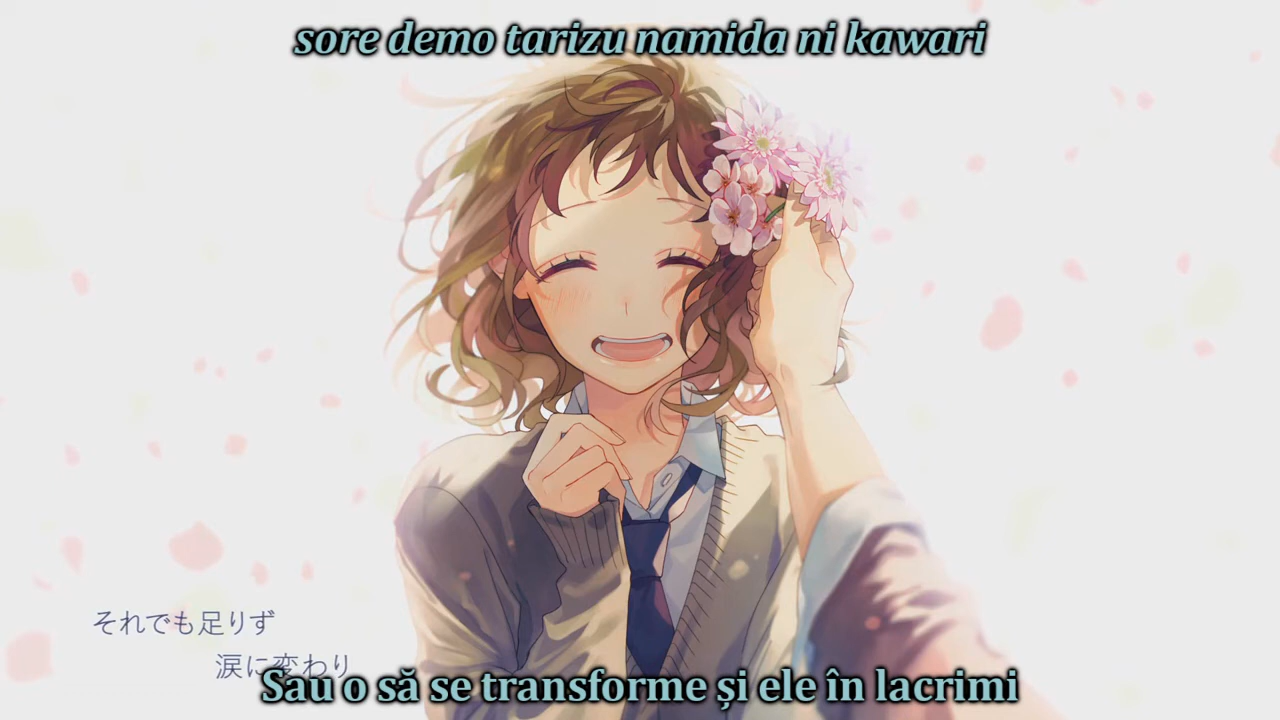 sore demo tarizu namida ni kawari
それでも足りず
涙に変わり
Sau o să se transforme și ele în lacrimi